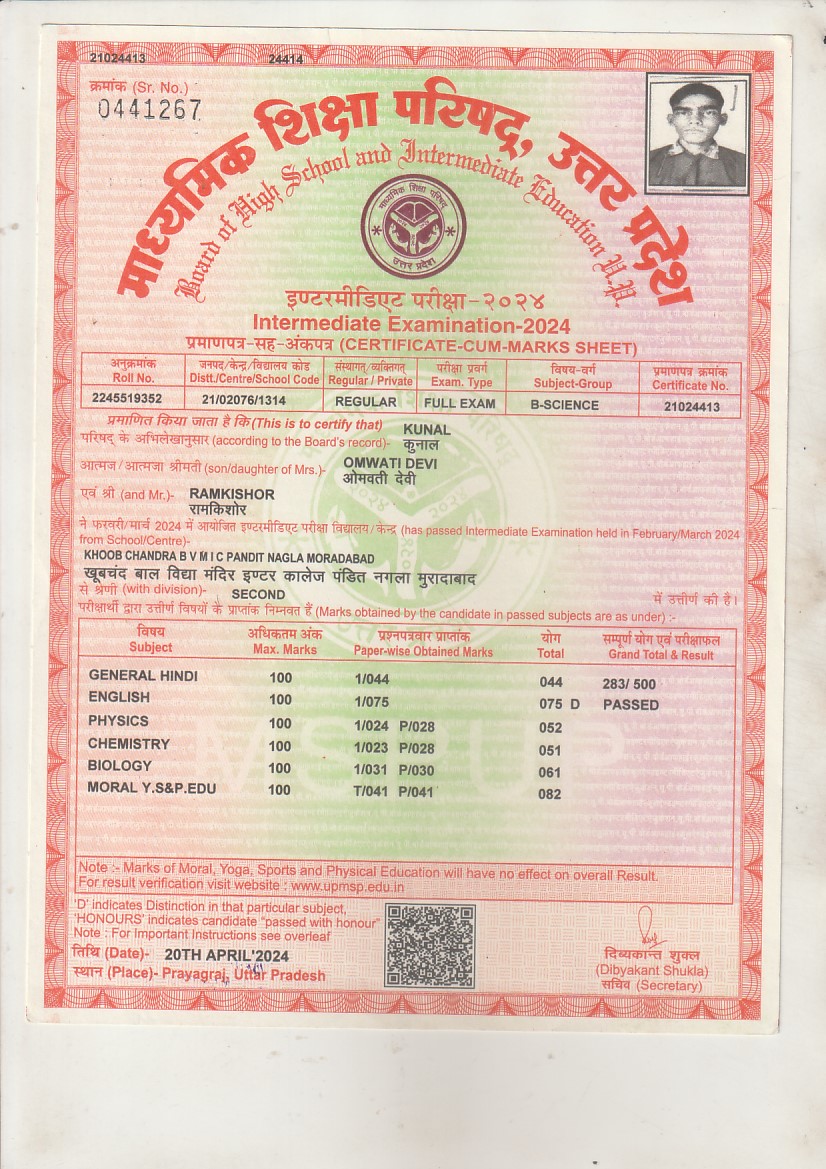 21024413 24414
क्रमांक (Sr. No.)
0441267
माध्यमिक शिक्षा परिषद्, उत्तर प्रदेश
Board of High School and Intermediate Education U.P.
माध्यमिक शिक्षा परिषद
उत्तर प्रदेश
इण्टरमीडिएट परीक्षा-२०२४
Intermediate Examination-2024
प्रमाणपत्र-सह-अंकपत्र (CERTIFICATE-CUM-MARKS SHEET)
अनुक्रमांक जनपद/केन्द्र/विद्यालय कोड संस्थागत/व्यक्तिगत परीक्षा प्रवर्ग विषय-वर्ग प्रमाणपत्र क्रमांक
Roll No. Distt./Centre/School Code Regular / Private Exam. Type Subject-Group Certificate No.
2245519352 21/02076/1314 REGULAR FULL EXAM B-SCIENCE 21024413
प्रमाणित किया जाता है कि (This is to certify that) KUNAL
परिषद् के अभिलेखानुसार (according to the Board's record)- कुनाल
आत्मज/आत्मजा श्रीमती (son/daughter of Mrs.)- OMWATI DEVI
ओमवती देवी
एवं श्री (and Mr.)- RAMKISHOR
रामकिशोर
ने फरवरी/मार्च 2024 में आयोजित इण्टरमीडिएट परीक्षा विद्यालय/केन्द्र (has passed Intermediate Examination held in February/March 2024
from School/Centre)-
KHOOB CHANDRA B V M I C PANDIT NAGLA MORADABAD
खूबचंद बाल विद्या मंदिर इण्टर कालेज पंडित नगला मुरादाबाद
से श्रेणी (with division)- SECOND में उत्तीर्ण की है।
परीक्षार्थी द्वारा उत्तीर्ण विषयों के प्राप्तांक निम्नवत हैं (Marks obtained by the candidate in passed subjects are as under) :-
विषय अधिकतम अंक प्रश्नपत्रवार प्राप्तांक योग सम्पूर्ण योग एवं परीक्षाफल
Subject Max. Marks Paper-wise Obtained Marks Total Grand Total & Result
GENERAL HINDI 100 1/044 044 283/ 500
ENGLISH 100 1/075 075 D PASSED
PHYSICS 100 1/024 P/028 052
CHEMISTRY 100 1/023 P/028 051
BIOLOGY 100 1/031 P/030 061
MORAL Y.S&P.EDU 100 T/041 P/041 082
Note :- Marks of Moral, Yoga, Sports and Physical Education will have no effect on overall Result.
For result verification visit website : www.upmsp.edu.in
'D' indicates Distinction in that particular subject,
'HONOURS' indicates candidate "passed with honour"
Note : For Important Instructions see overleaf
तिथि (Date)- 20TH APRIL'2024
स्थान (Place)- Prayagraj, Uttar Pradesh
दिव्यकान्त शुक्ल
(Dibyakant Shukla)
सचिव (Secretary)